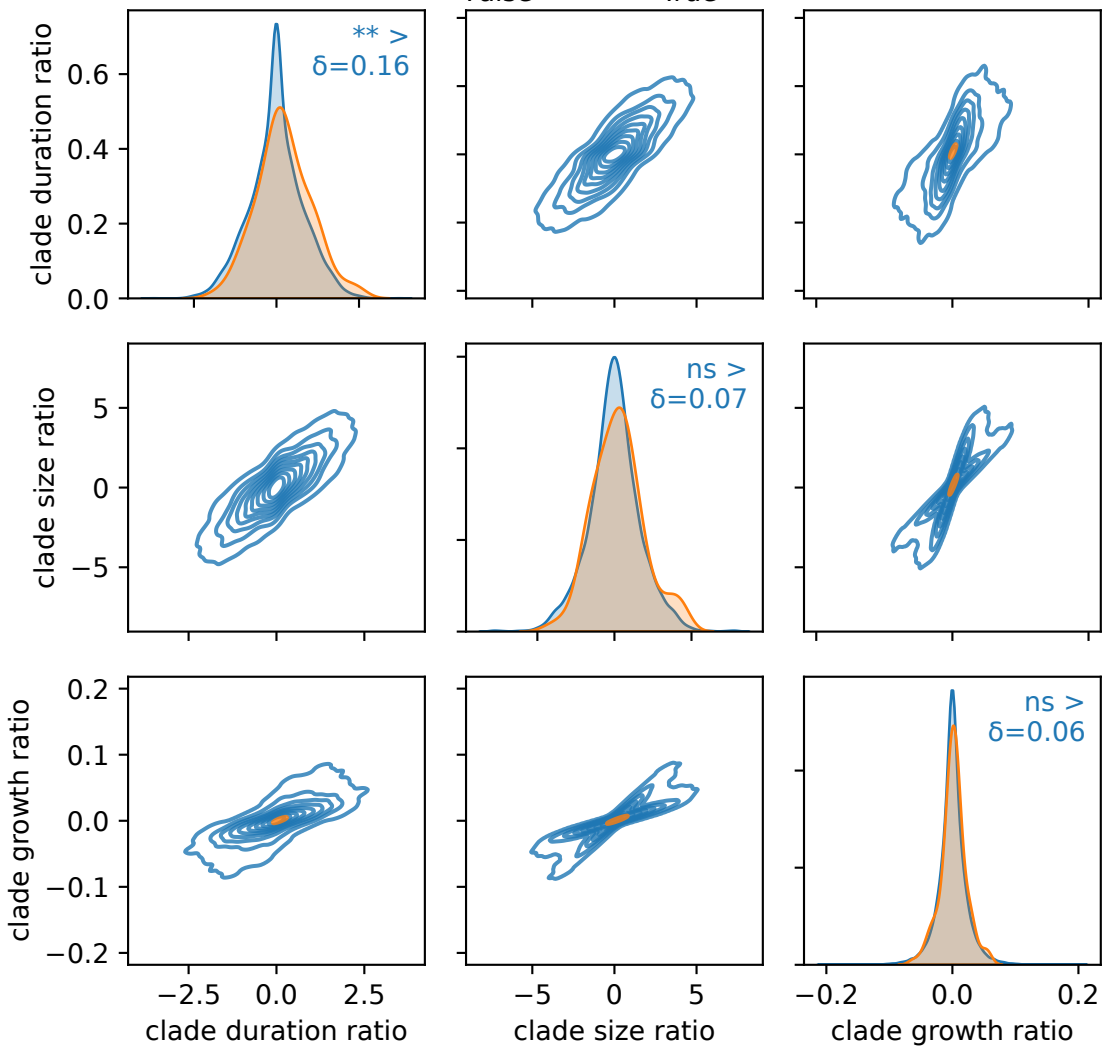 ** >
δ=0.16
clade duration ratio
0.6
0.4
0.2
0.0
ns >
δ=0.07
clade size ratio
5
0
−5
ns >
δ=0.06
clade growth ratio
0.2
0.1
0.0
−0.1
−0.2
−2.5 0.0 2.5 −5 0 5 −0.2 0.0 0.2
clade duration ratio clade size ratio clade growth ratio